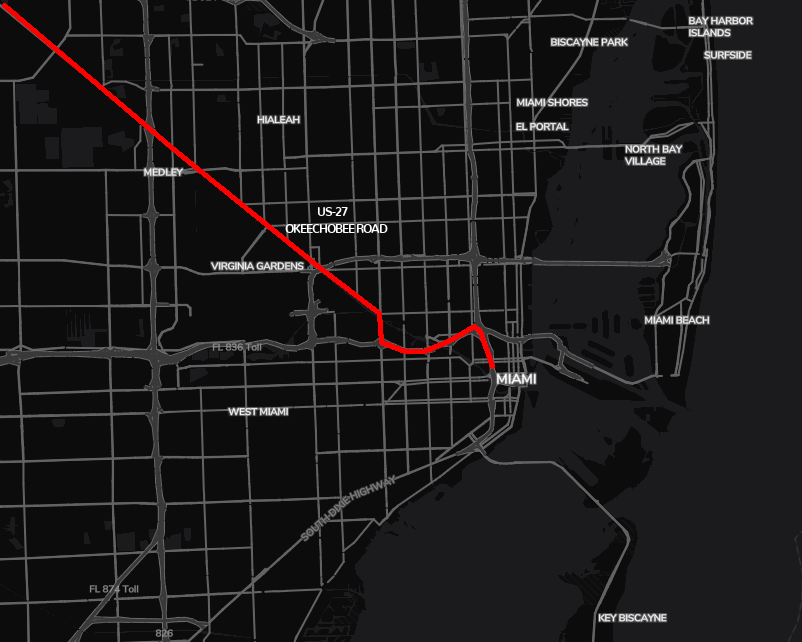 BAY HARBOR
ISLANDS
BISCAYNE PARK
SURFSIDE
MIAMI SHORES
HIALEAH
EL PORTAL
NORTH BAY
VILLAGE
MEDLEY
US-27
OKEECHOBEE ROAD
VIRGINIA GARDENS
MIAMI BEACH
FL 836 Toll
MIAMI
WEST MIAMI
SOUTH DIXIE HIGHWAY
FL 874 Toll
KEY BISCAYNE
826